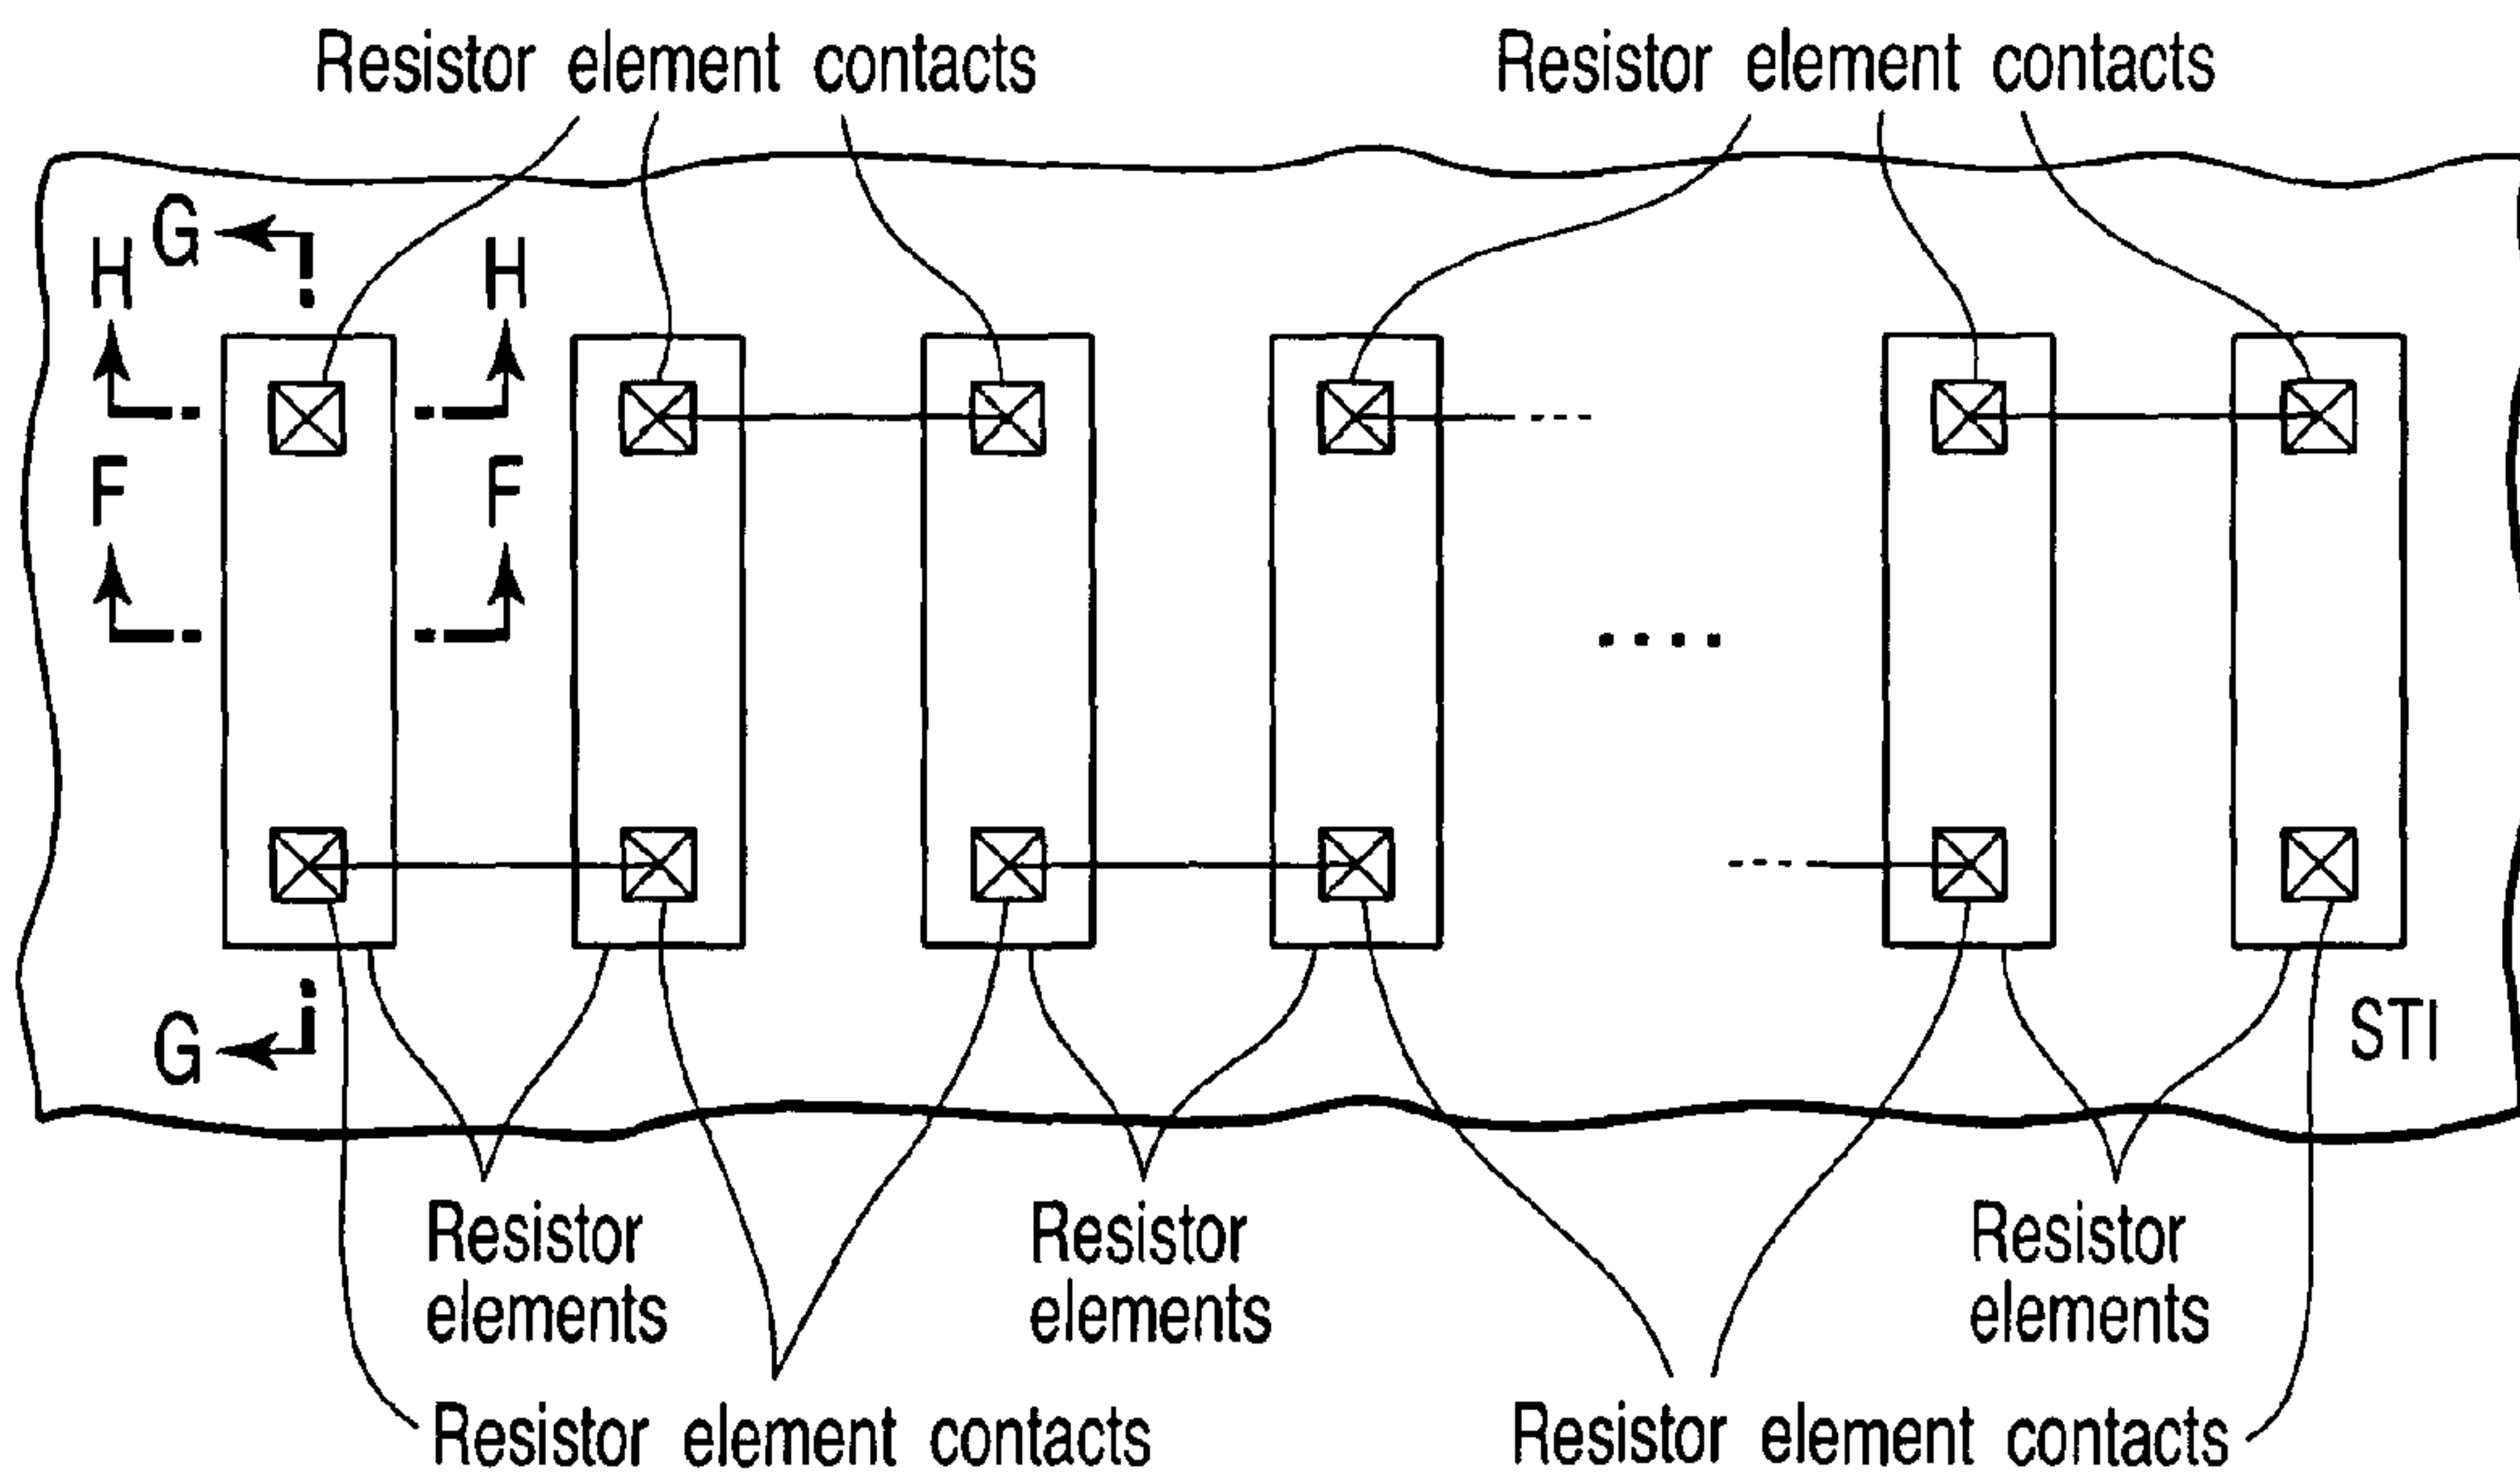 Resistor element contacts
Resistor element contacts
G
H
H
F
F
G
STI
Resistor
elements
Resistor
elements
Resistor
elements
Resistor element contacts
Resistor element contacts